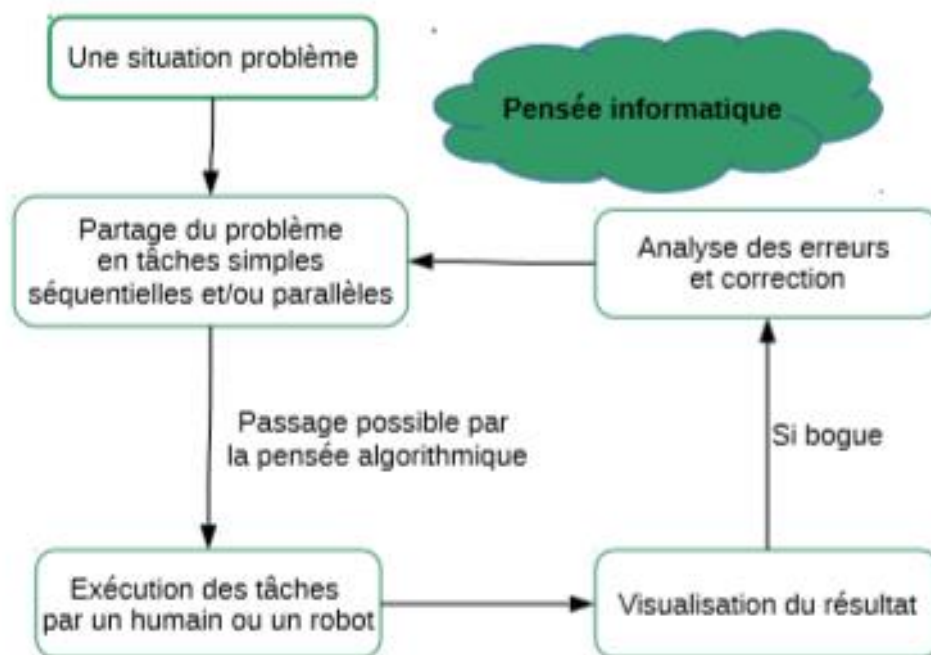 Une situation problème
Pensée informatique
Partage du problème
en tâches simples
séquentielles et/ou parallèles
Analyse des erreurs
et correction
Passage possible par
la pensée algorithmique
Si bogue
Exécution des tâches
par un humain ou un robot
Visualisation du résultat